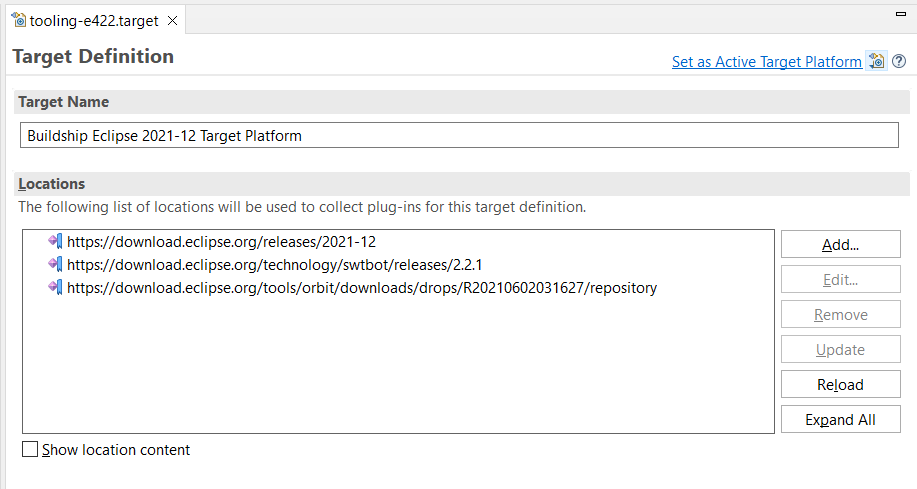 tooling-e422.target
Target Definition
Set as Active Target Platform
Target Name
Buildship Eclipse 2021-12 Target Platform
Locations
The following list of locations will be used to collect plug-ins for this target definition.
https://download.eclipse.org/releases/2021-12
https://download.eclipse.org/technology/swtbot/releases/2.2.1
https://download.eclipse.org/tools/orbit/downloads/drops/R20210602031627/repository
Add...
Edit...
Remove
Update
Reload
Expand All
Show location content